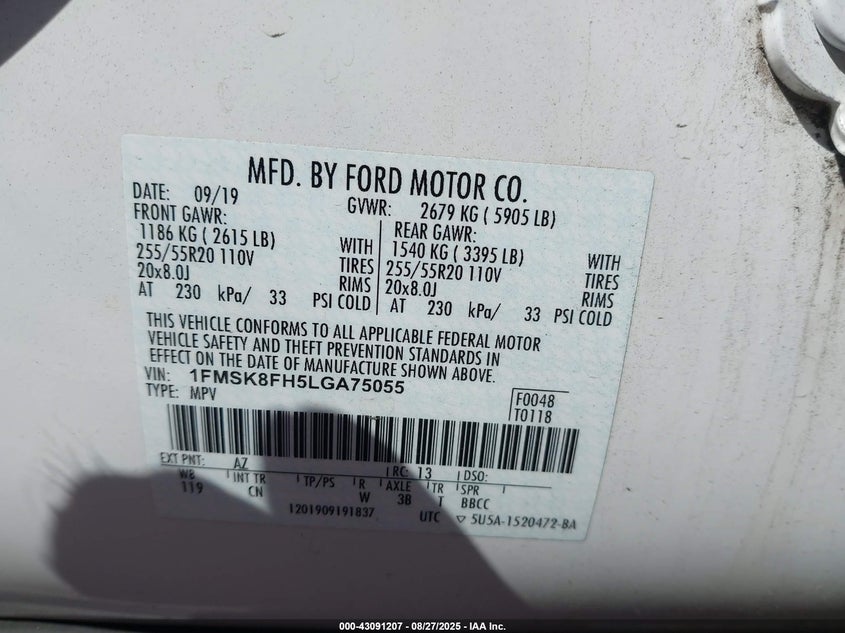 MFD. BY FORD MOTOR CO.
DATE: 09/19 GVWR: 2679 KG ( 5905 LB)
FRONT GAWR: REAR GAWR:
1186 KG ( 2615 LB) WITH 1540 KG ( 3395 LB) WITH
255/55R20 110V TIRES 255/55R20 110V TIRES
20x8.0J RIMS 20x8.0J RIMS
AT 230 kPa/ 33 PSI COLD AT 230 kPa/ 33 PSI COLD
THIS VEHICLE CONFORMS TO ALL APPLICABLE FEDERAL MOTOR
VEHICLE SAFETY AND THEFT PREVENTION STANDARDS IN
EFFECT ON THE DATE OF MANUFACTURE SHOWN ABOVE.
VIN: 1FMSK8FH5LGA75055
TYPE: MPV
F0048
T0118
EXT PNT: AZ RC: 13 DSO:
WB INT TR TP/PS R AXLE TR SPR
119 CN W 3B T BBCC
1201909191837 UTC ▽ 5U5A-1520472-BA
000-43091207 - 08/27/2025 - IAA Inc.